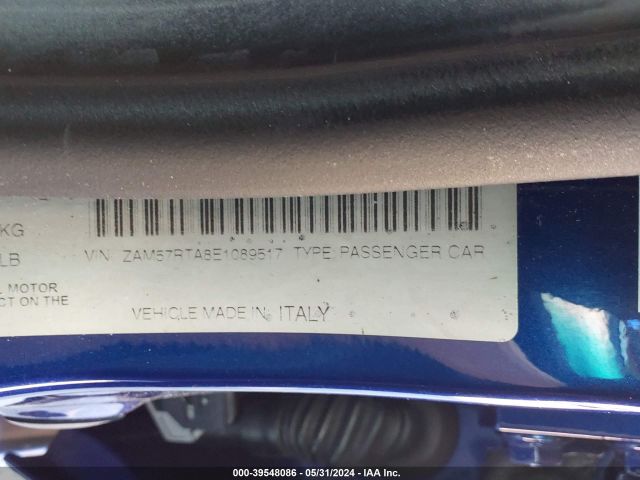 KG
LB
VIN: ZAM57RTA8E1089517 TYPE: PASSENGER CAR
MOTOR
CT ON THE
VEHICLE MADE IN ITALY
000-39548086 - 05/31/2024 - IAA Inc.